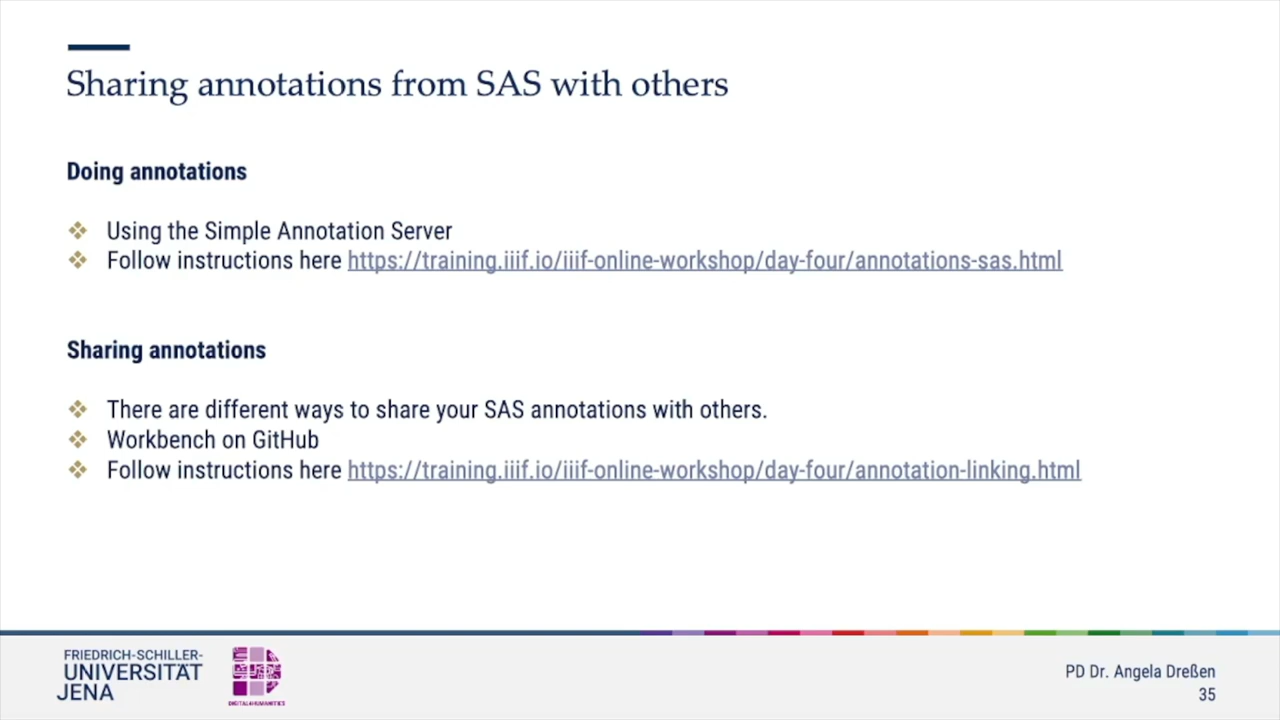 Sharing annotations from SAS with others
Doing annotations
❖ Using the Simple Annotation Server
❖ Follow instructions here https://training.iiif.io/iiif-online-workshop/day-four/annotations-sas.html
Sharing annotations
❖ There are different ways to share your SAS annotations with others.
❖ Workbench on GitHub
❖ Follow instructions here https://training.iiif.io/iiif-online-workshop/day-four/annotation-linking.html
FRIEDRICH-SCHILLER-
UNIVERSITÄT
JENA
DIGITAL HUMANITIES
PD Dr. Angela Dreßen
35